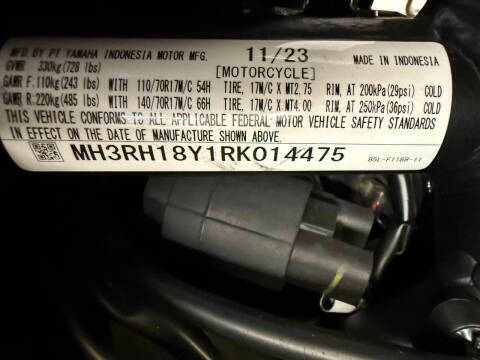 MFD. BY PT YAMAHA INDONESIA MOTOR MFG. 11/23 MADE IN INDONESIA
GVWR 330kg(728 lbs) [MOTORCYCLE]
GAWR F: 110kg(243 lbs) WITH 110/70R17M/C 54H TIRE, 17M/C X MT2.75 RIM, AT 200kPa(29psi) COLD
GAWR R: 220kg(485 lbs) WITH 140/70R17M/C 66H TIRE, 17M/C X MT4.00 RIM, AT 250kPa(36psi) COLD
THIS VEHICLE CONFORMS TO ALL APPLICABLE FEDERAL MOTOR VEHICLE SAFETY STANDARDS
IN EFFECT ON THE DATE OF MANUFACTURE SHOWN ABOVE.
MH3RH18Y1RK014475 B5L-F118B-11